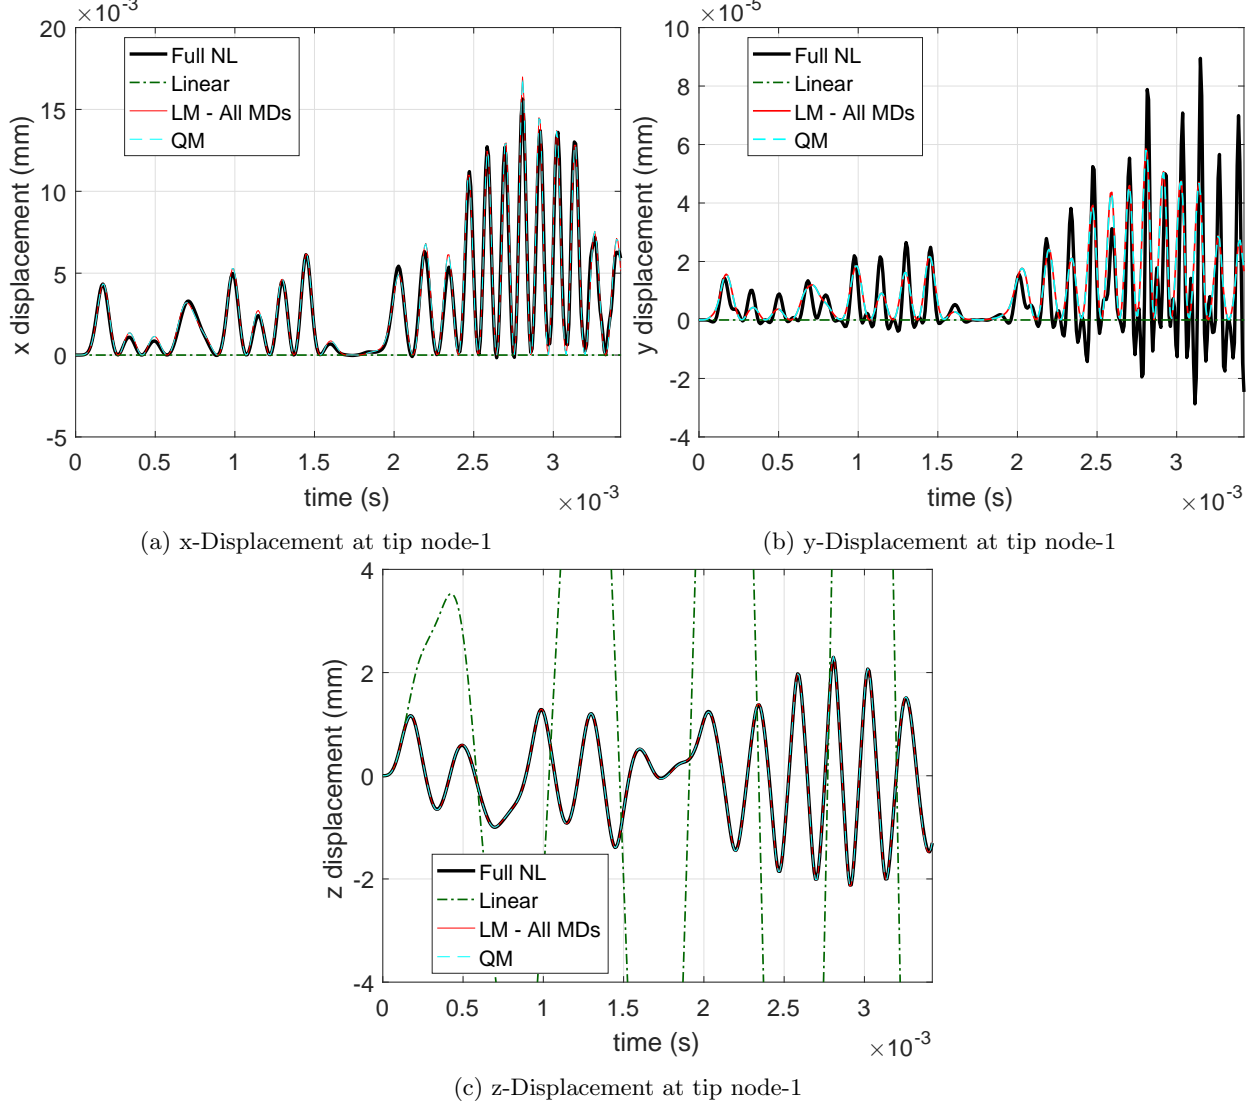 ×10-3
20
15
10
5
0
-5
x displacement (mm)
Full NL
Linear
LM - All MDs
QM
0 0.5 1 1.5 2 2.5 3
time (s)
×10-3
(a) x-Displacement at tip node-1
×10-5
10
8
6
4
2
0
-2
-4
y displacement (mm)
Full NL
Linear
LM - All MDs
QM
0 0.5 1 1.5 2 2.5 3
time (s)
×10-3
(b) y-Displacement at tip node-1
4
2
0
-2
-4
z displacement (mm)
Full NL
Linear
LM - All MDs
QM
0 0.5 1 1.5 2 2.5 3
time (s)
×10-3
(c) z-Displacement at tip node-1